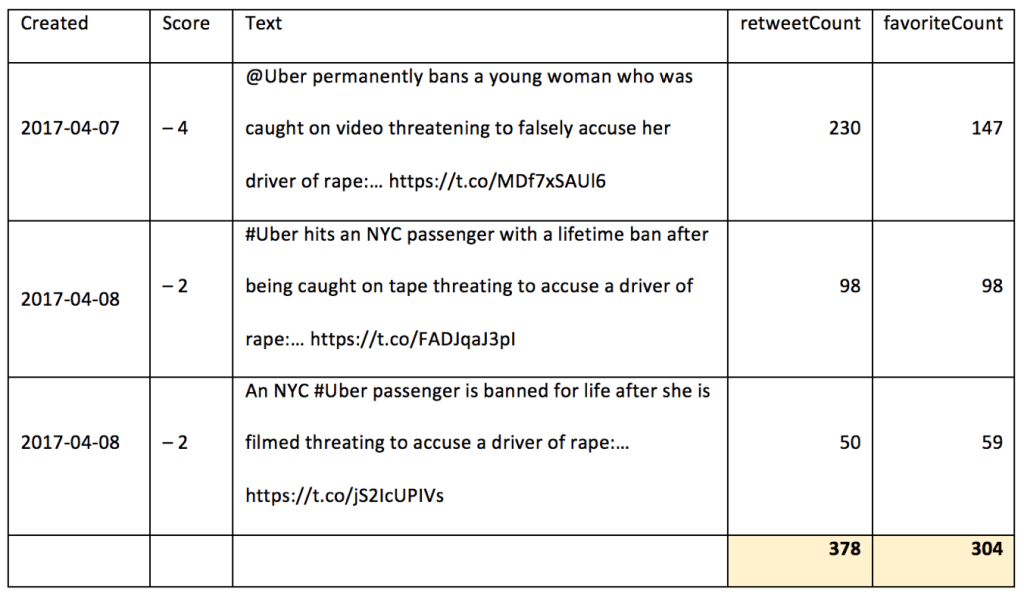 Created Score Text retweetCount favoriteCount
@Uber permanently bans a young woman who was
2017-04-07 – 4 caught on video threatening to falsely accuse her 230 147
driver of rape:... https://t.co/MDf7xSAUl6
#Uber hits an NYC passenger with a lifetime ban after
2017-04-08 – 2 being caught on tape threating to accuse a driver of 98 98
rape:... https://t.co/FADJqaJ3pI
An NYC #Uber passenger is banned for life after she is
2017-04-08 – 2 filmed threating to accuse a driver of rape:... 50 59
https://t.co/jS2IcUPIVs
378 304